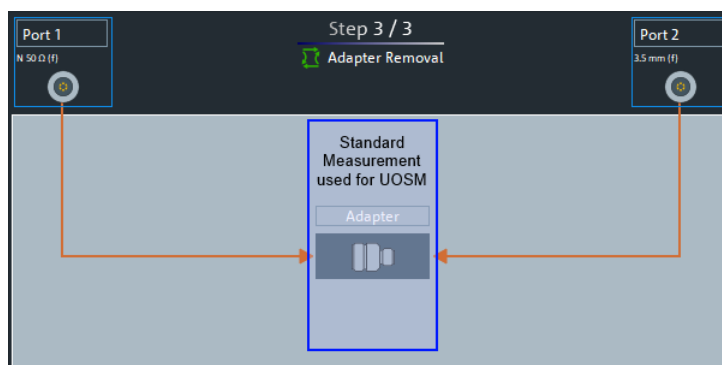 Port 1
N 50 Ω (f)
Step 3 / 3
Adapter Removal
Port 2
3.5 mm (f)
Standard
Measurement
used for UOSM
Adapter